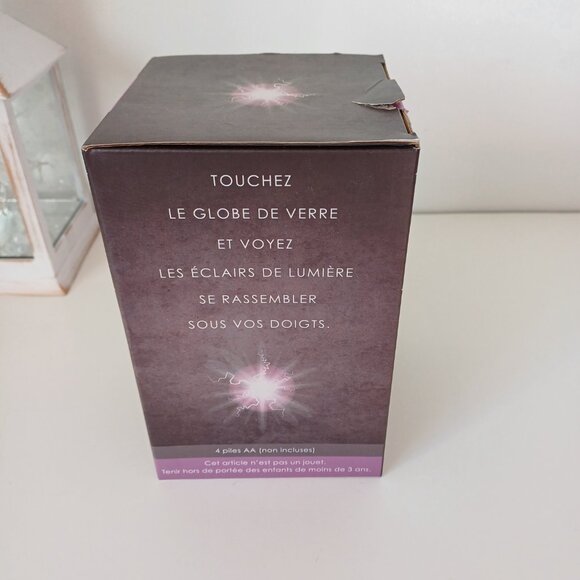 TOUCHEZ
LE GLOBE DE VERRE
ET VOYEZ
LES ÉCLAIRS DE LUMIÈRE
SE RASSEMBLER
SOUS VOS DOIGTS.
4 piles AA (non incluses)
Cet article n'est pas un jouet.
Tenir hors de portée des enfants de moins de 3 ans.